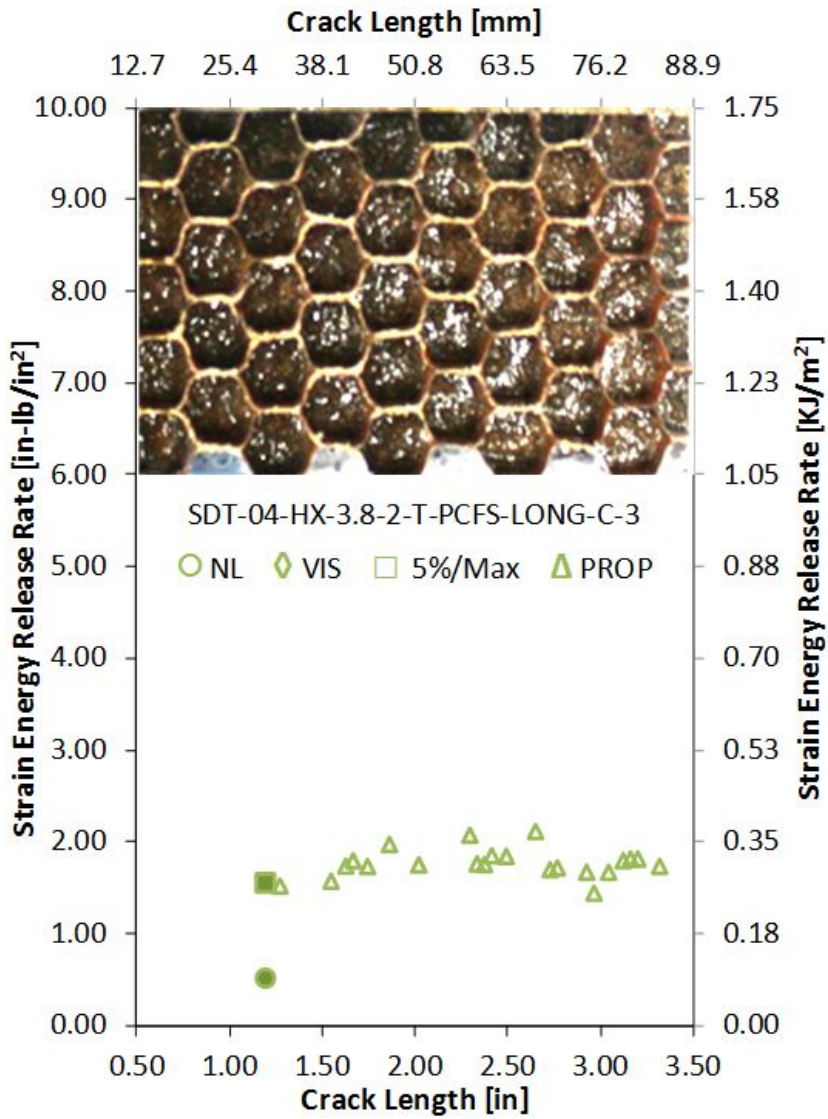 Crack Length [mm]
12.7 25.4 38.1 50.8 63.5 76.2 88.9
10.00 1.75
9.00 1.58
8.00 1.40
7.00 1.23
6.00 1.05
5.00 0.88
4.00 0.70
3.00 0.53
2.00 0.35
1.00 0.18
0.00 0.00
Strain Energy Release Rate [in-lb/in²]
Strain Energy Release Rate [KJ/m²]
SDT-04-HX-3.8-2-T-PCFS-LONG-C-3
NL VIS 5%/Max PROP
0.50 1.00 1.50 2.00 2.50 3.00 3.50
Crack Length [in]